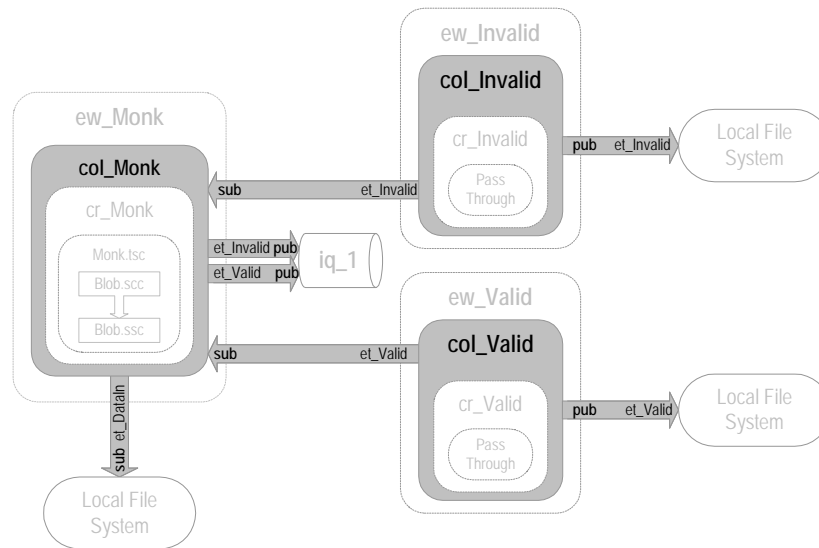 ew_Invalid
col_Invalid
cr_Invalid
Pass
Through
pub et_Invalid
Local File
System
ew_Monk
col_Monk
cr_Monk
Monk.tsc
Blob.scc
Blob.ssc
sub et_Invalid
et_Invalid pub
et_Valid pub
iq_1
sub et_Valid
ew_Valid
col_Valid
cr_Valid
Pass
Through
pub et_Valid
Local File
System
sub et_DataIn
Local File
System